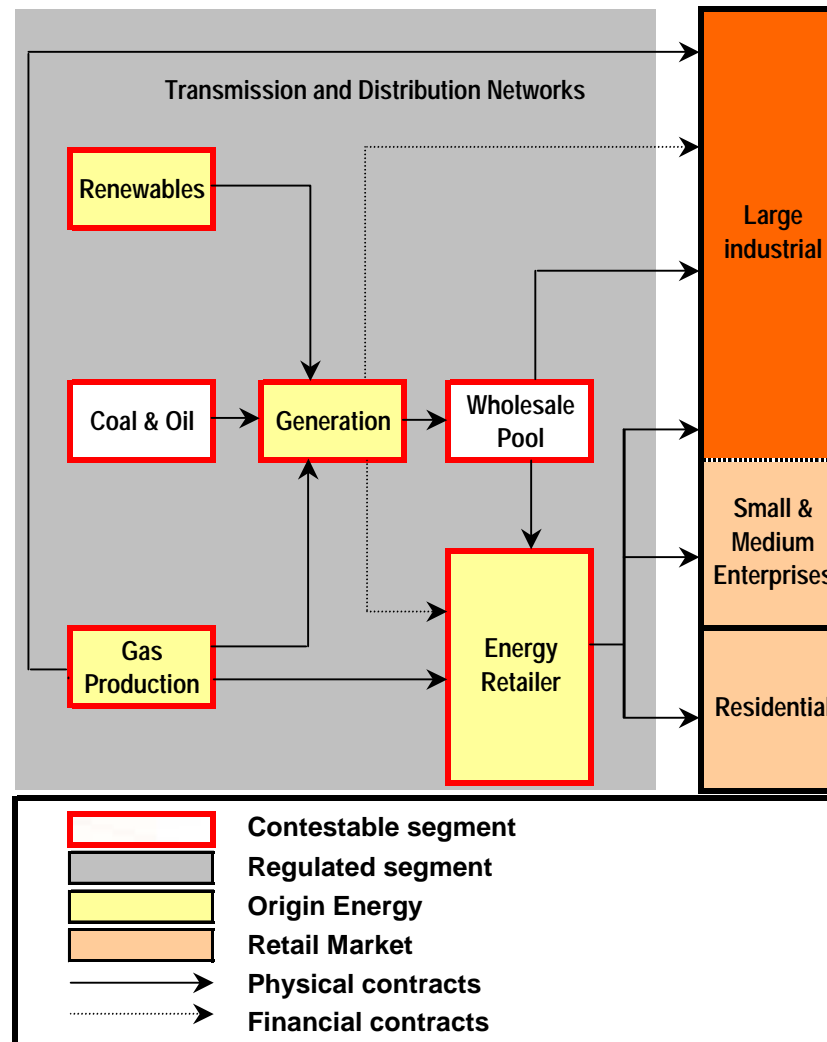 Transmission and Distribution Networks
Renewables
Large
industrial
Coal & Oil
Generation
Wholesale
Pool
Small &
Medium
Enterprises
Gas
Production
Energy
Retailer
Residential
Contestable segment
Regulated segment
Origin Energy
Retail Market
Physical contracts
Financial contracts